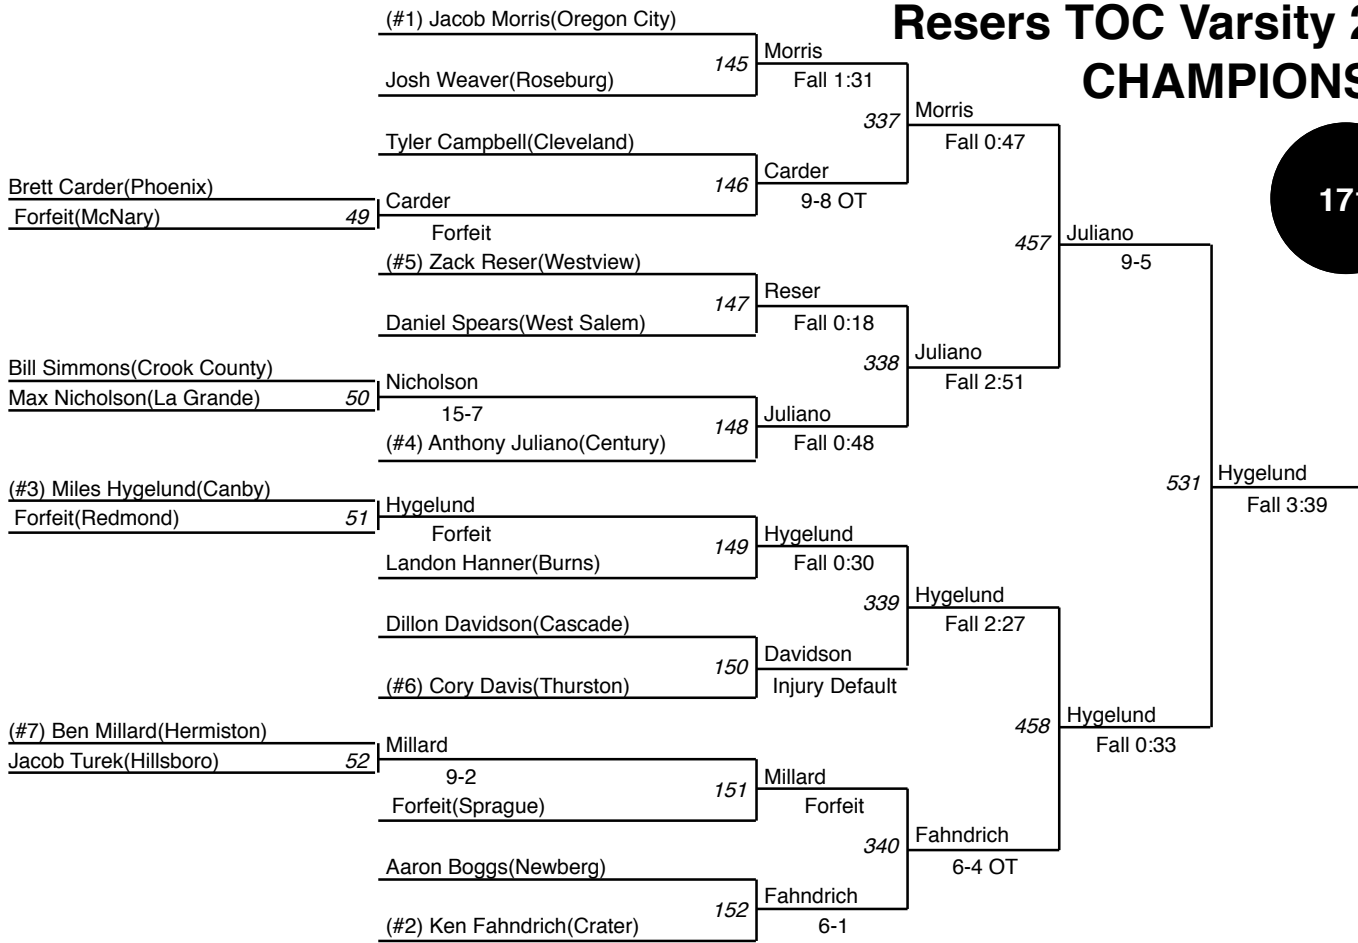 Resers TOC Varsity
CHAMPIONS
(#1) Jacob Morris(Oregon City)
145
Morris
Josh Weaver(Roseburg)
Fall 1:31
337
Morris
Tyler Campbell(Cleveland)
Fall 0:47
146
Carder
Brett Carder(Phoenix)
Carder
9-8 OT
Forfeit(McNary)
49
Forfeit
457
Juliano
(#5) Zack Reser(Westview)
9-5
147
Reser
Daniel Spears(West Salem)
Fall 0:18
338
Juliano
Bill Simmons(Crook County)
Nicholson
Fall 2:51
Max Nicholson(La Grande)
50
15-7
148
Juliano
(#4) Anthony Juliano(Century)
Fall 0:48
531
Hygelund
(#3) Miles Hygelund(Canby)
Hygelund
Fall 3:39
Forfeit(Redmond)
51
Forfeit
149
Hygelund
Landon Hanner(Burns)
Fall 0:30
339
Hygelund
Dillon Davidson(Cascade)
Fall 2:27
150
Davidson
(#6) Cory Davis(Thurston)
Injury Default
458
Hygelund
(#7) Ben Millard(Hermiston)
Millard
Fall 0:33
Jacob Turek(Hillsboro)
52
9-2
151
Millard
Forfeit(Sprague)
Forfeit
340
Fahndrich
Aaron Boggs(Newberg)
6-4 OT
152
Fahndrich
(#2) Ken Fahndrich(Crater)
6-1
171